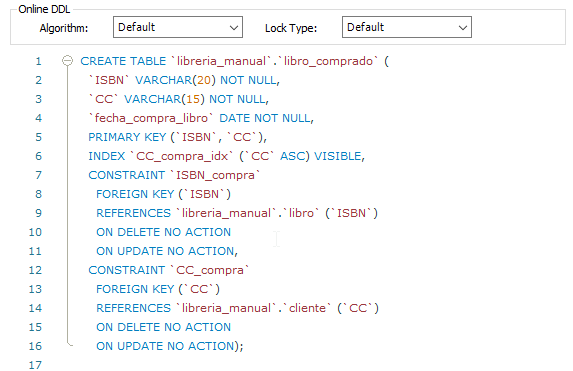 Online DDL
Algorithm: Default Lock Type: Default
1 CREATE TABLE `libreria_manual`.`libro_comprado` (
2 `ISBN` VARCHAR(20) NOT NULL,
3 `CC` VARCHAR(15) NOT NULL,
4 `fecha_compra_libro` DATE NOT NULL,
5 PRIMARY KEY (`ISBN`, `CC`),
6 INDEX `CC_compra_idx` (`CC` ASC) VISIBLE,
7 CONSTRAINT `ISBN_compra`
8 FOREIGN KEY (`ISBN`)
9 REFERENCES `libreria_manual`.`libro` (`ISBN`)
10 ON DELETE NO ACTION
11 ON UPDATE NO ACTION,
12 CONSTRAINT `CC_compra`
13 FOREIGN KEY (`CC`)
14 REFERENCES `libreria_manual`.`cliente` (`CC`)
15 ON DELETE NO ACTION
16 ON UPDATE NO ACTION);
17